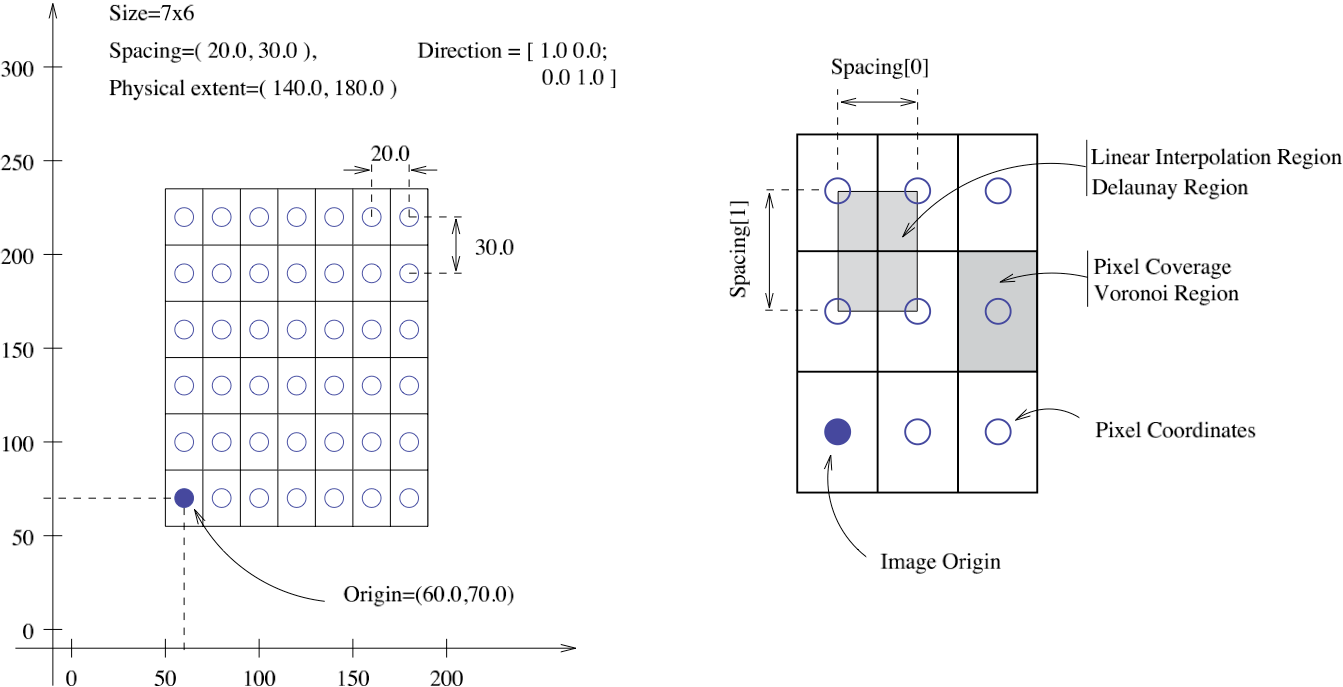 Size=7x6
Spacing=( 20.0, 30.0 ),
Physical extent=( 140.0, 180.0 )
Direction = [ 1.0 0.0;
0.0 1.0 ]
300
250
200
150
100
50
0
0
50
100
150
200
20.0
30.0
Origin=(60.0,70.0)
Spacing[0]
Spacing[1]
Linear Interpolation Region
Delaunay Region
Pixel Coverage
Voronoi Region
Pixel Coordinates
Image Origin